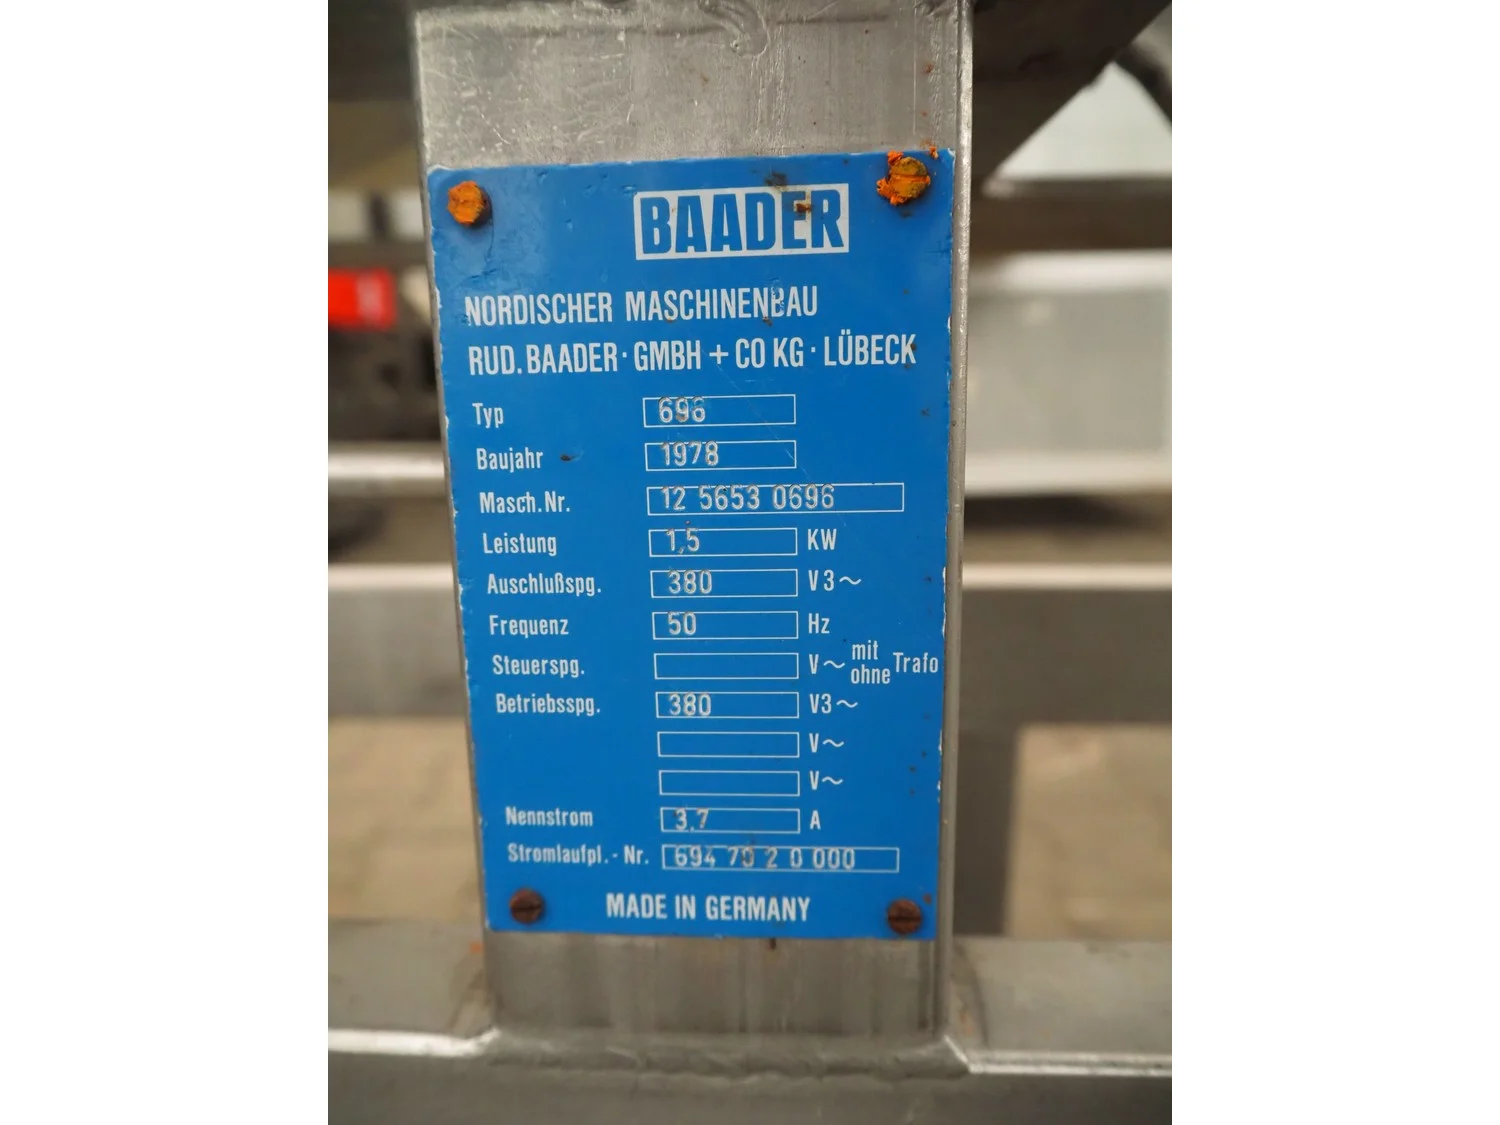 BAADER
NORDISCHER MASCHINENBAU
RUD. BAADER · GMBH + CO KG · LÜBECK
Typ 696
Baujahr 1978
Masch. Nr. 12 5653 0696
Leistung 1,5 KW
Auschlußspg. 380 V 3~
Frequenz 50 Hz
Steuerspg. V~ mit ohne Trafo
Betriebsspg. 380 V3~
V~
V~
Nennstrom 3,7 A
Stromlaufpl. - Nr. 694 70 2 0 000
MADE IN GERMANY